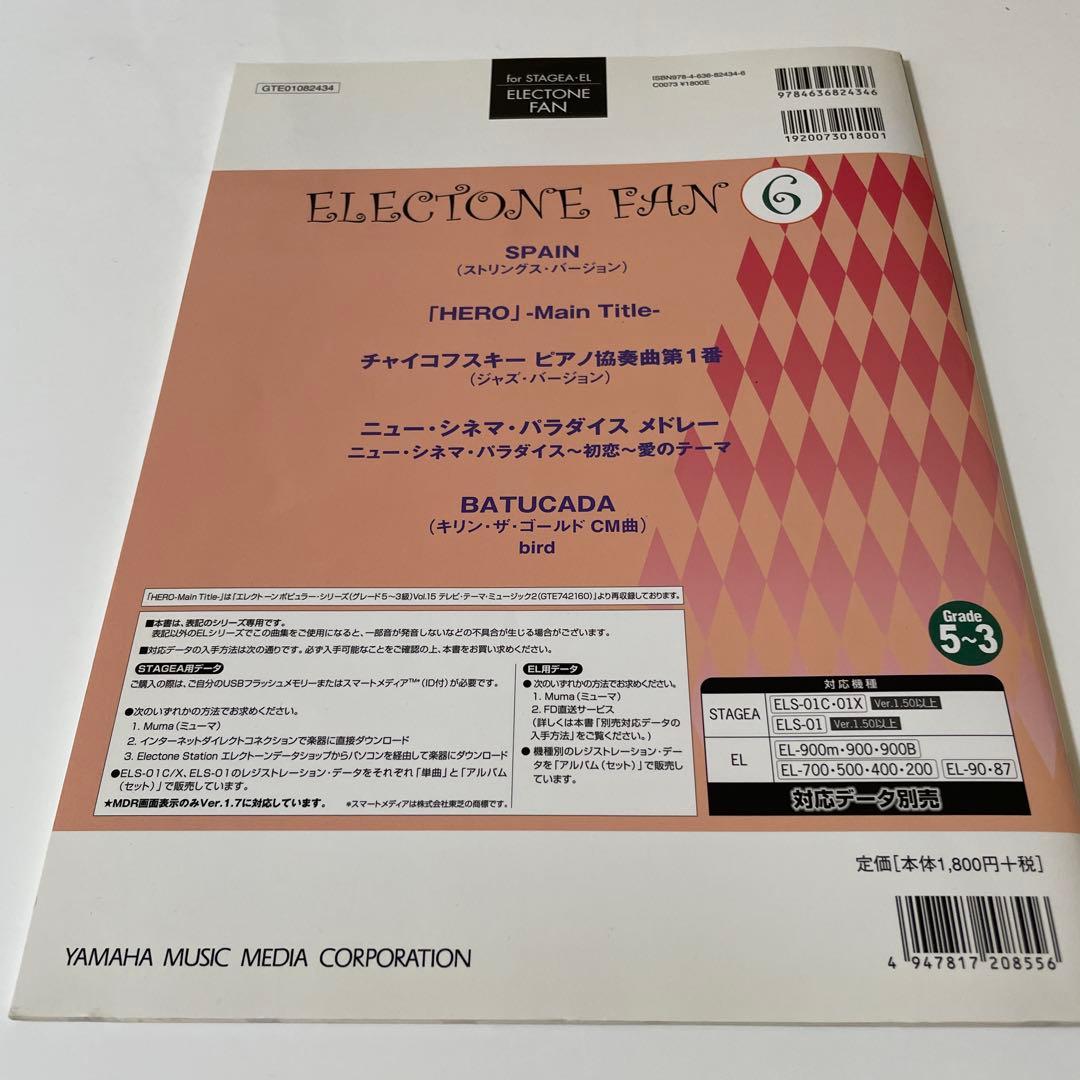 GTE01082434
for STAGEA・EL
ELECTONE
FAN
ISBN978-4-636-82434-6
C0073 ¥1800E
9784636824346
1920073018001
ELECTONE FAN 6
SPAIN
（ストリングス・バージョン）
「HERO」-Main Title-
チャイコフスキー ピアノ協奏曲第1番
（ジャズ・バージョン）
ニュー・シネマ・パラダイス メドレー
ニュー・シネマ・パラダイス～初恋～愛のテーマ
BATUCADA
（キリン・ザ・ゴールド CM曲）
bird
「HERO-Main Title-」は「エレクトーン ポピュラー・シリーズ（グレード5～3級）Vol.15 テレビ・テーマ・ミュージック2（GTE742160）」より再収録しております。
■本書は、表記のシリーズ専用です。
表記以外のELシリーズでこの曲集をご使用になると、一部音が発音しないなどの不具合が生じる場合がございます。
■対応データの入手方法は次の通りです。必ず入手可能なことをご確認の上、本書をお買い求めください。
STAGEA用データ
ご購入の際は、ご自分のUSBフラッシュメモリーまたはスマートメディア™*（ID付）が必要です。
●次のいずれかの方法でお求めください。
1. Muma（ミューマ）
2. インターネットダイレクトコネクションで楽器に直接ダウンロード
3. Electone Station エレクトーンデータショップからパソコンを経由して楽器にダウンロード
●ELS-01C/X、ELS-01のレジストレーション・データをそれぞれ「単曲」と「アルバム
（セット）」で販売しています。
★MDR画面表示のみVer.1.7に対応しています。 *スマートメディアは株式会社東芝の商標です。
EL用データ
●次のいずれかの方法でお求めください。
1. Muma（ミューマ）
2. FD直送サービス
（詳しくは本書「別売対応データの
入手方法」をご覧ください。）
●機種別のレジストレーション・デー
タを「アルバム（セット）」で販売し
ています。
Grade
5～3
対応機種
STAGEA
ELS-01C・01X Ver.1.50以上
ELS-01 Ver.1.50以上
EL
EL-900m・900・900B
EL-700・500・400・200 EL-90・87
対応データ別売
定価［本体1,800円＋税］
YAMAHA MUSIC MEDIA CORPORATION
4 947817 208556